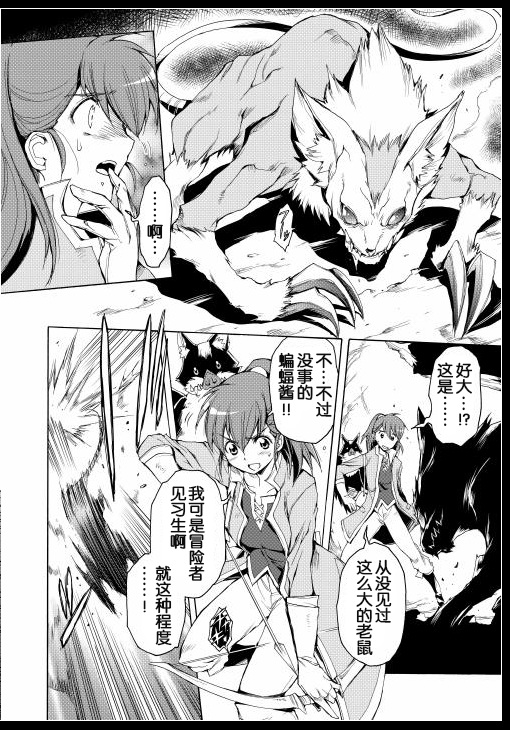 ……
啊
……
好大…!?
这是……
从没见过
这么大的老鼠
不…不过
没事的
蝙蝠酱!!
我可是冒险者
见习生啊
就这种程度
……!